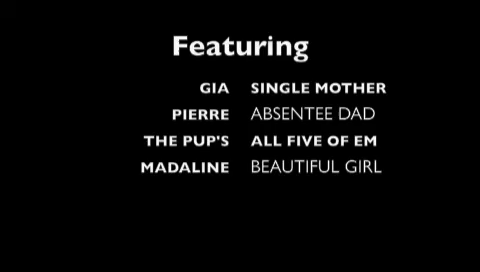 Featuring
GIA SINGLE MOTHER
PIERRE ABSENTEE DAD
THE PUP'S ALL FIVE OF EM
MADALINE BEAUTIFUL GIRL